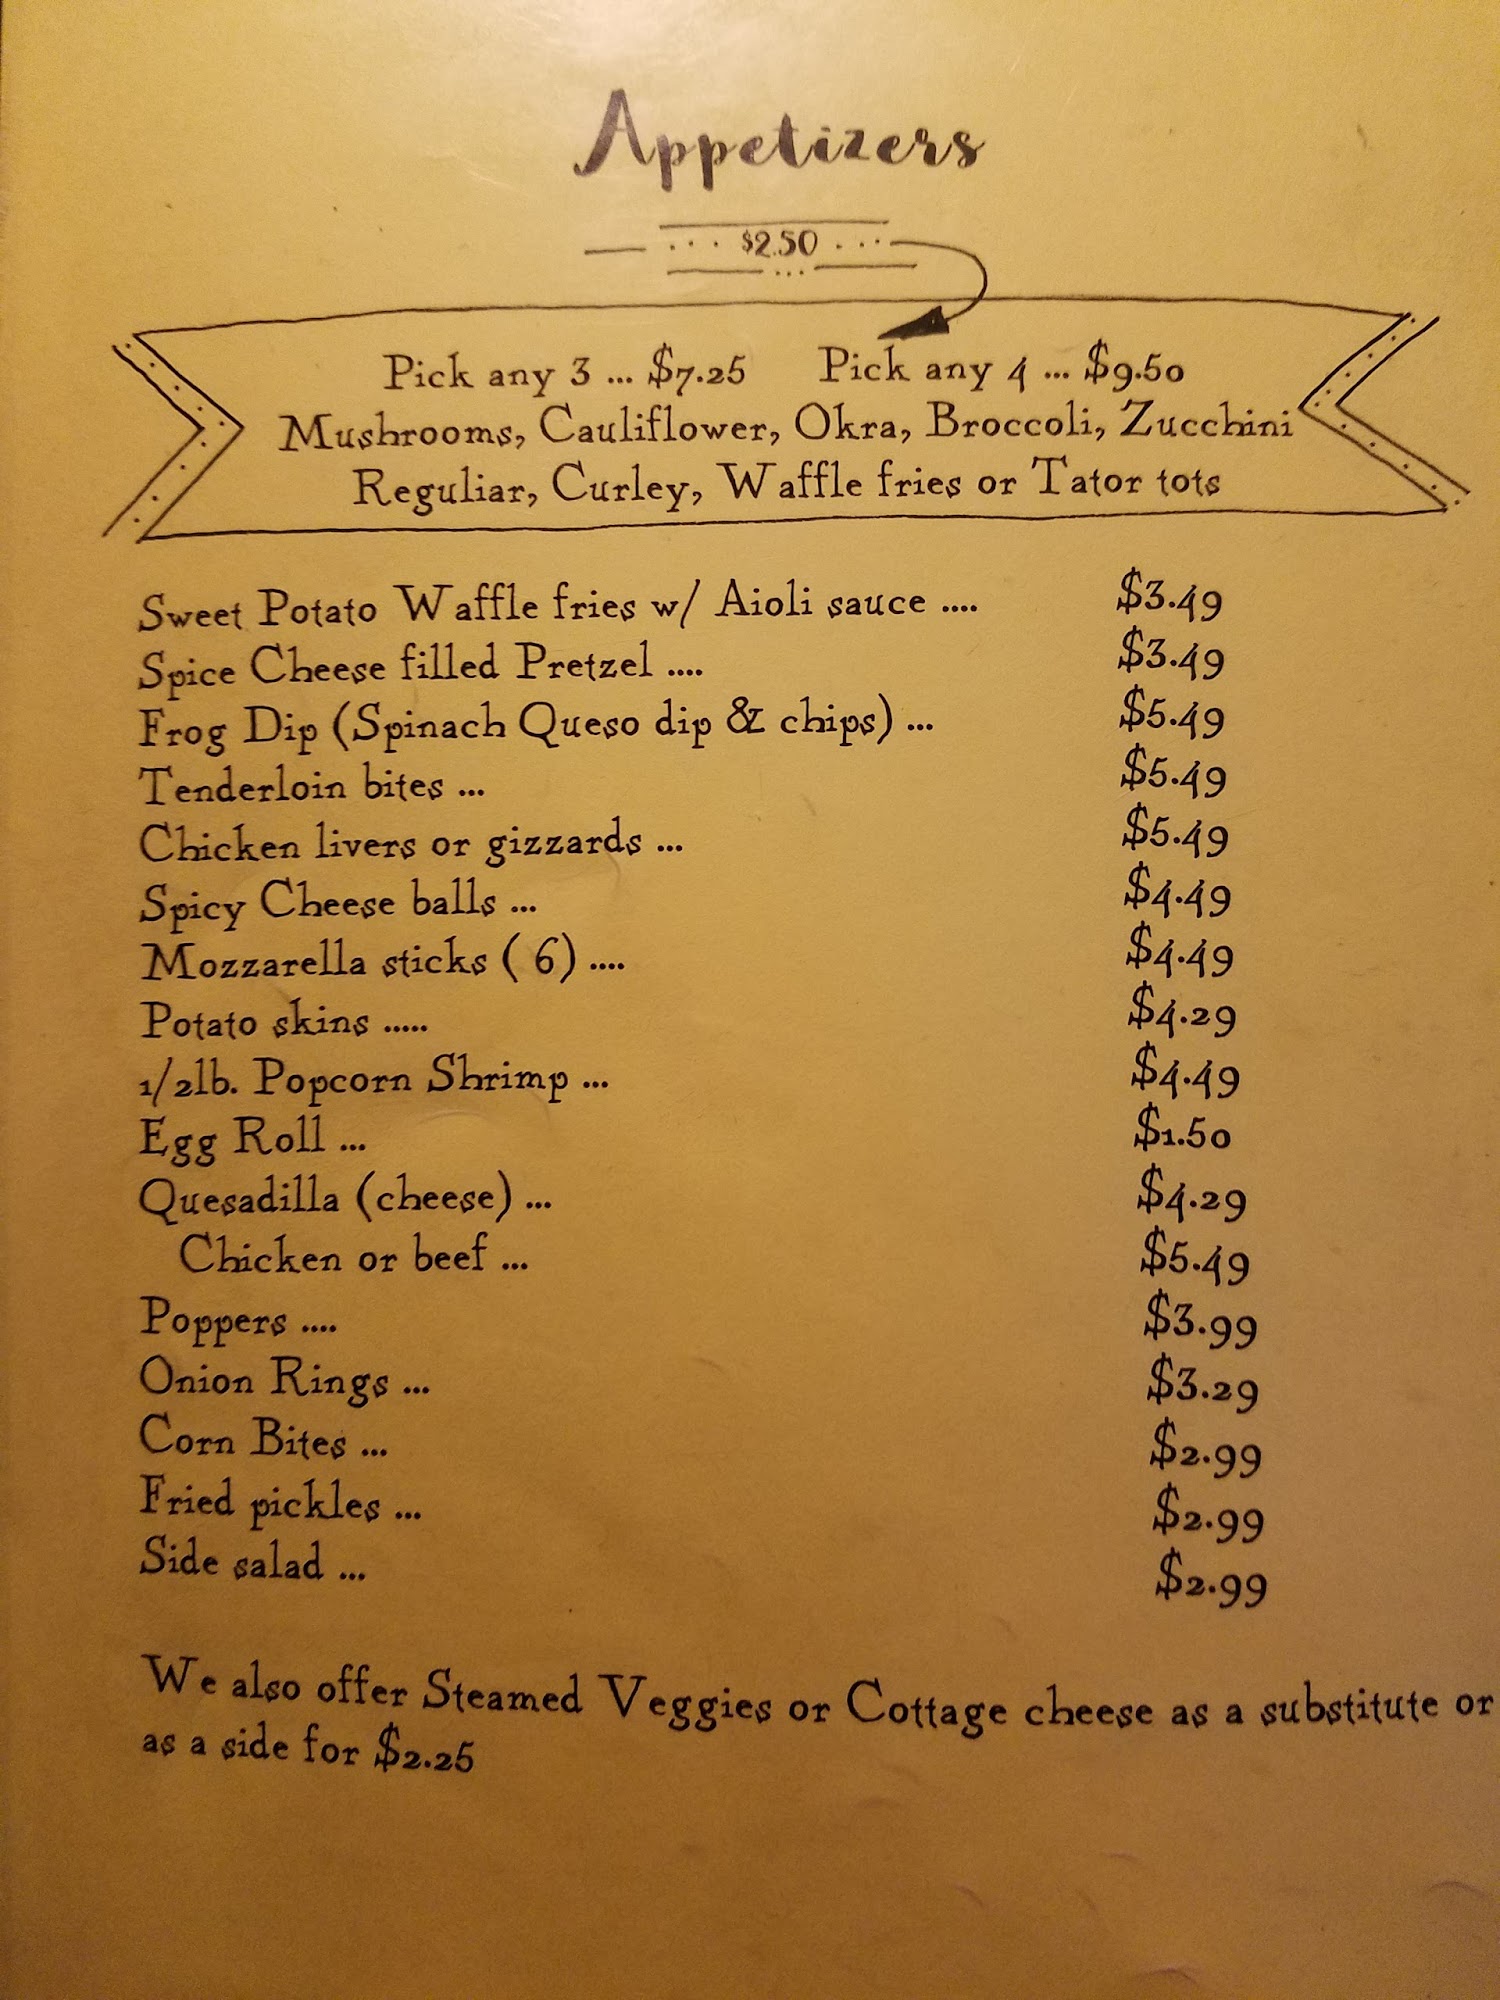 Appetizers
... $2.50 ...
Pick any 3 ... $7.25 Pick any 4 ... $9.50
Mushrooms, Cauliflower, Okra, Broccoli, Zucchini
Reguliar, Curley, Waffle fries or Tator tots
Sweet Potato Waffle fries w/ Aioli sauce .... $3.49
Spice Cheese filled Pretzel .... $3.49
Frog Dip (Spinach Queso dip & chips) ... $5.49
Tenderloin bites ... $5.49
Chicken livers or gizzards ... $5.49
Spicy Cheese balls ... $4.49
Mozzarella sticks ( 6) .... $4.49
Potato skins ..... $4.29
1/2lb. Popcorn Shrimp ... $4.49
Egg Roll ... $1.50
Quesadilla (cheese) ... $4.29
Chicken or beef ... $5.49
Poppers .... $3.99
Onion Rings ... $3.29
Corn Bites ... $2.99
Fried pickles ... $2.99
Side salad ... $2.99
We also offer Steamed Veggies or Cottage cheese as a substitute or
as a side for $2.25